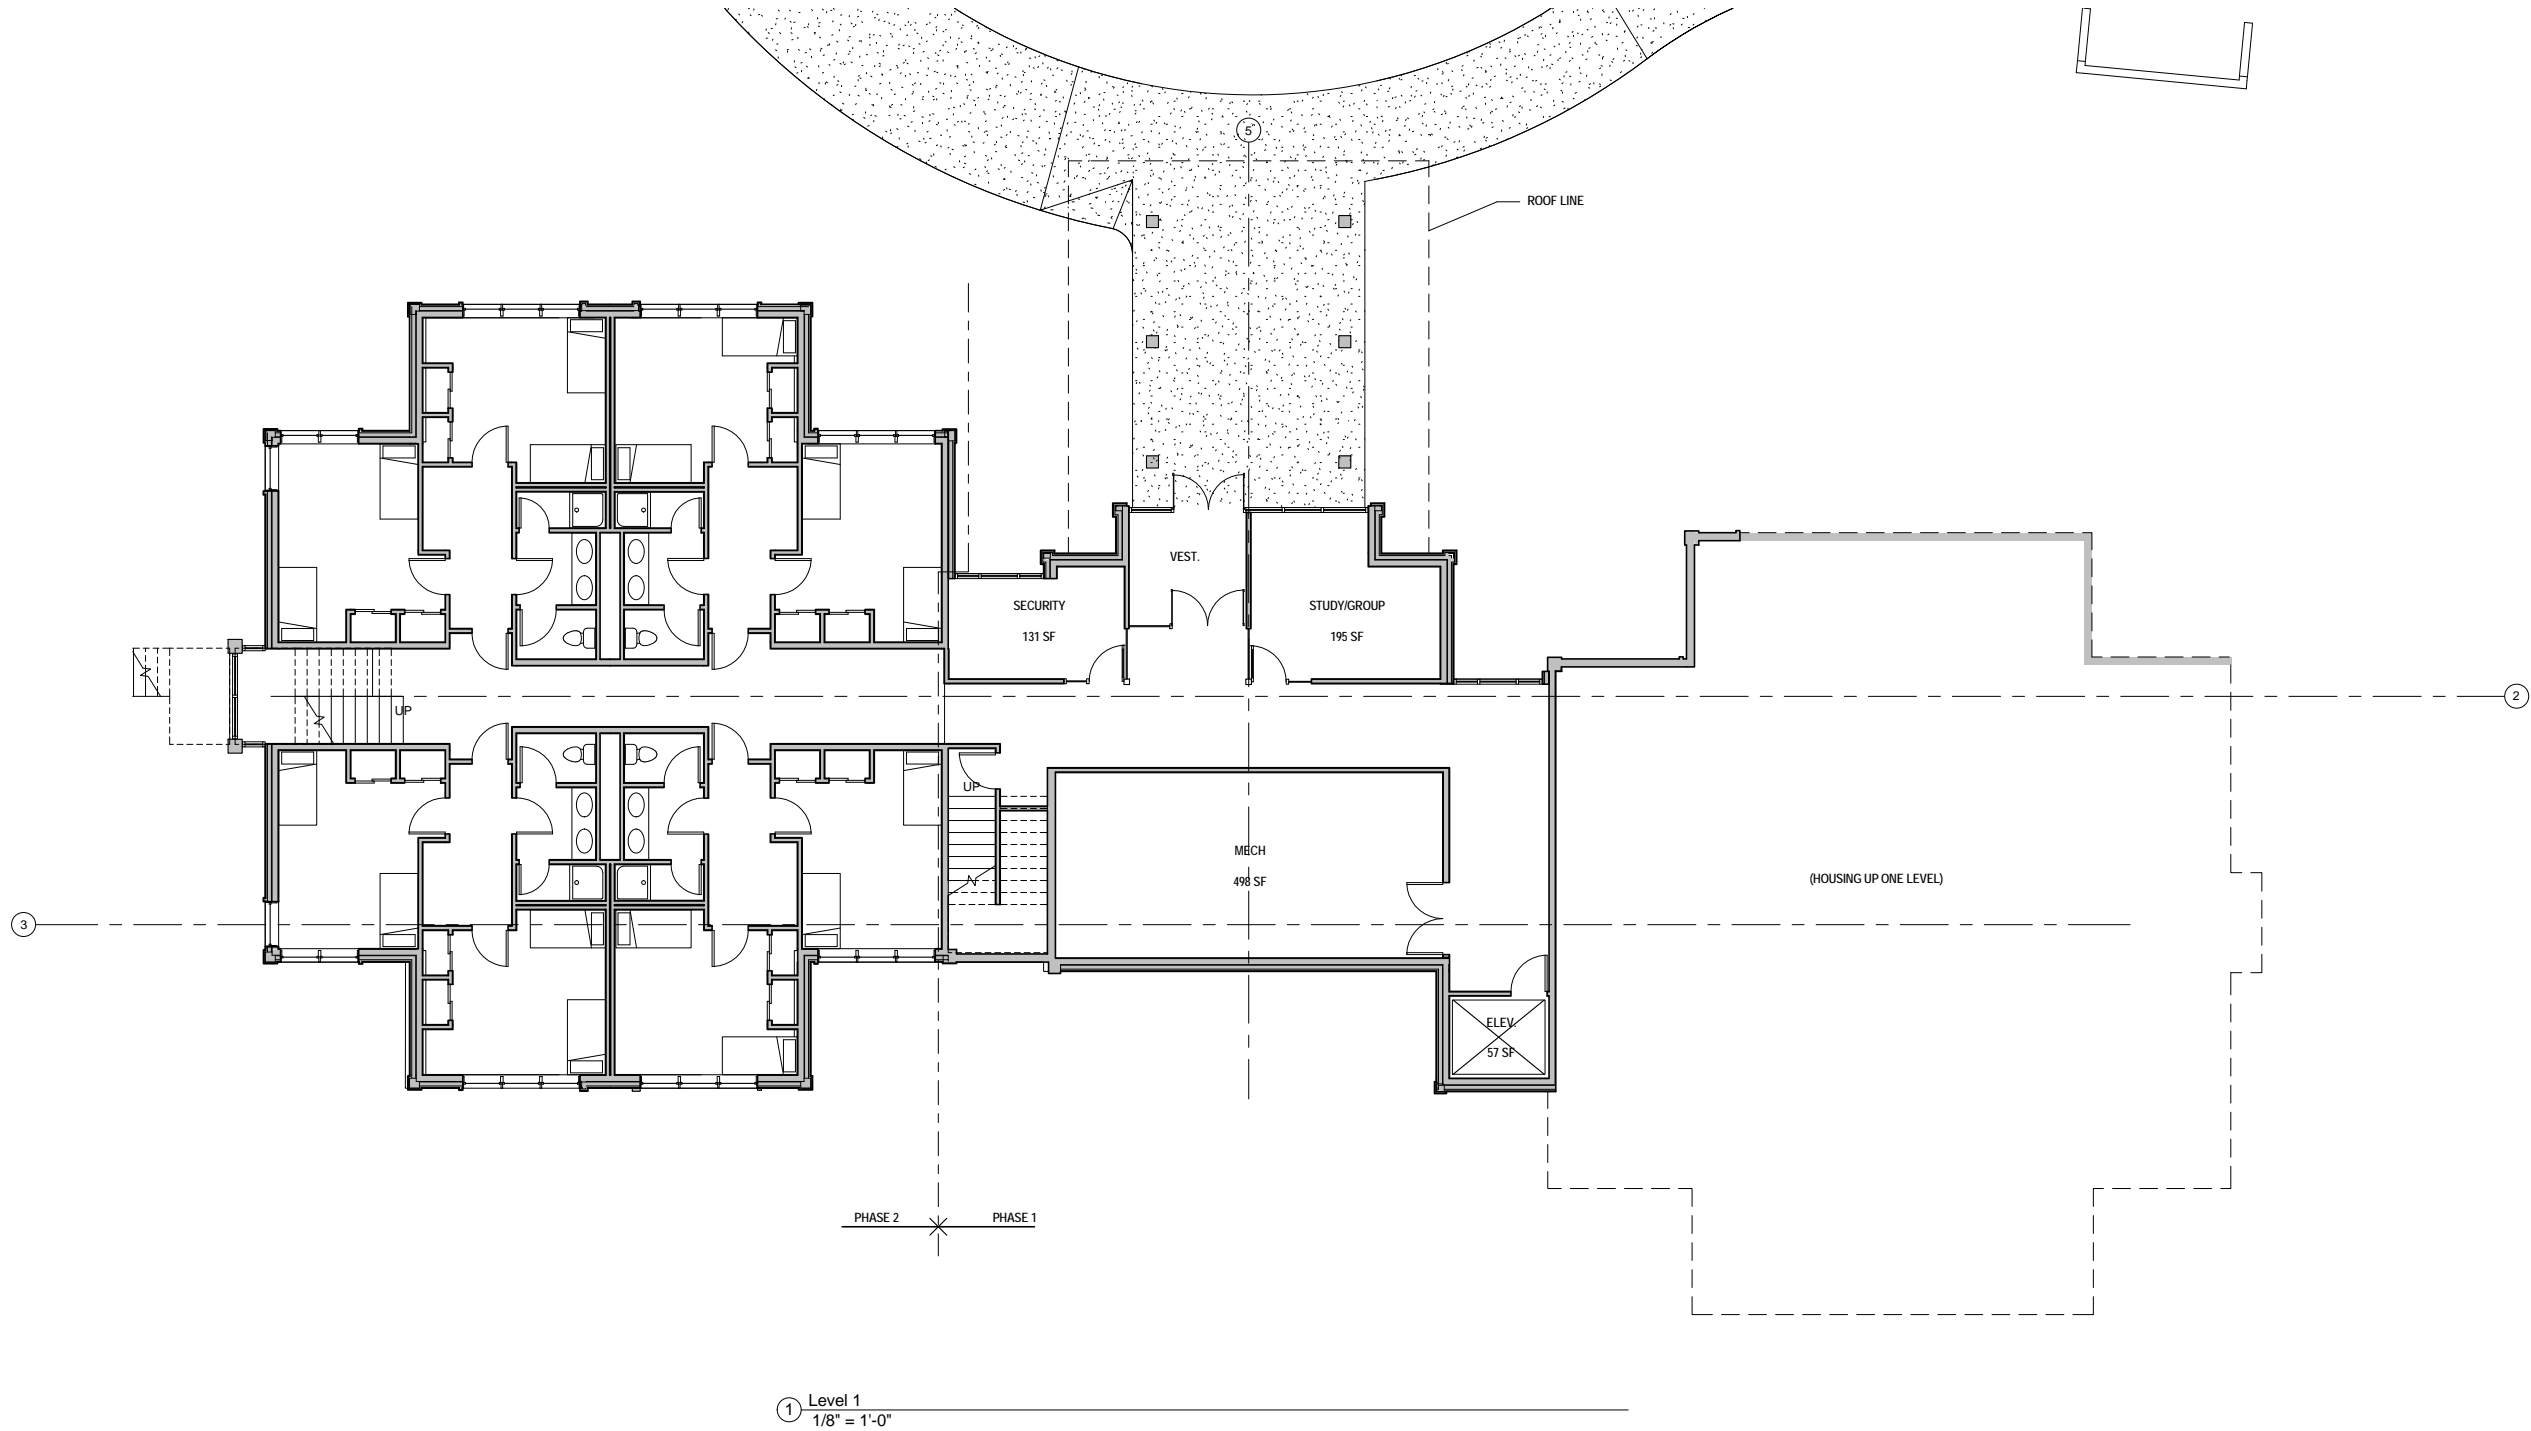 5
ROOF LINE
VEST.
SECURITY
131 SF
STUDY/GROUP
195 SF
2
UP
UP
MECH
498 SF
(HOUSING UP ONE LEVEL)
3
ELEV.
57 SF
PHASE 2
PHASE 1
1
Level 1
1/8" = 1'-0"